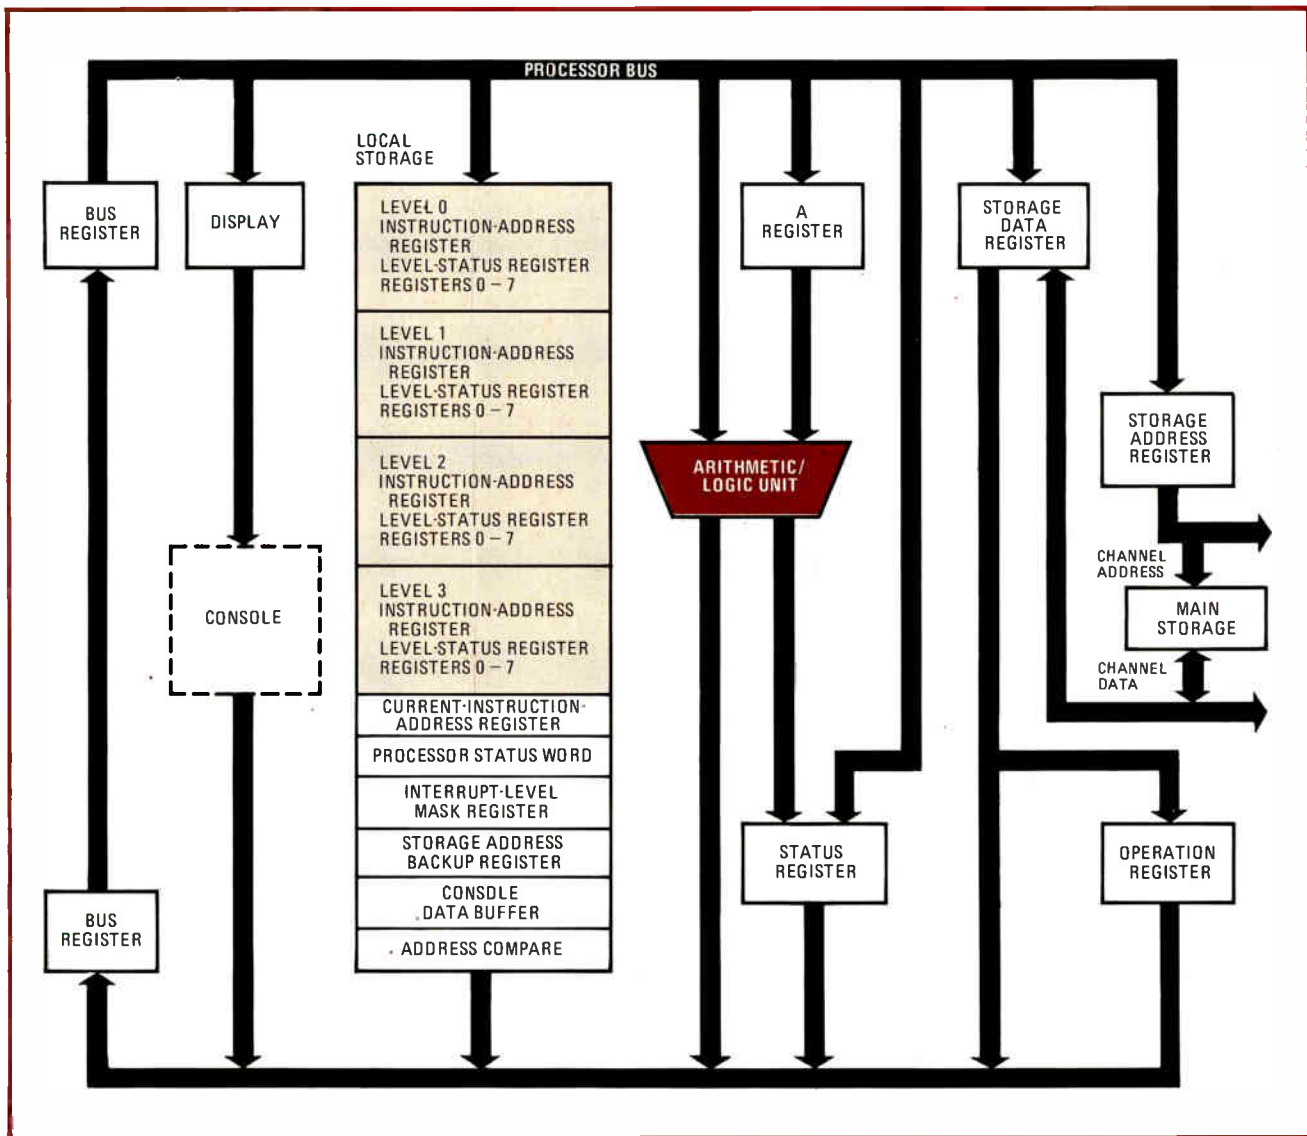 PROCESSOR BUS
LOCAL
STORAGE
BUS
REGISTER
DISPLAY
LEVEL 0
INSTRUCTION-ADDRESS
REGISTER
LEVEL-STATUS REGISTER
REGISTERS 0 – 7
LEVEL 1
INSTRUCTION-ADDRESS
REGISTER
LEVEL-STATUS REGISTER
REGISTERS 0 – 7
LEVEL 2
INSTRUCTION-ADDRESS
REGISTER
LEVEL-STATUS REGISTER
REGISTERS 0 – 7
LEVEL 3
INSTRUCTION-ADDRESS
REGISTER
LEVEL-STATUS REGISTER
REGISTERS 0 – 7
CURRENT-INSTRUCTION-
ADDRESS REGISTER
PROCESSOR STATUS WORD
INTERRUPT-LEVEL
MASK REGISTER
STORAGE ADDRESS
BACKUP REGISTER
CONSOLE
DATA BUFFER
ADDRESS COMPARE
A
REGISTER
STORAGE
DATA
REGISTER
STORAGE
ADDRESS
REGISTER
ARITHMETIC/
LOGIC UNIT
CHANNEL
ADDRESS
MAIN
STORAGE
CHANNEL
DATA
CONSOLE
STATUS
REGISTER
OPERATION
REGISTER
BUS
REGISTER